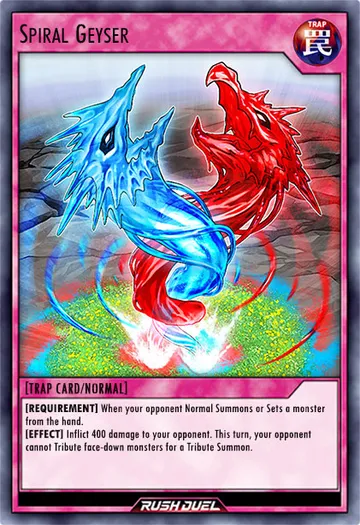 Spiral Geyser
TRAP
罠
[TRAP CARD/NORMAL]
[REQUIREMENT] When your opponent Normal Summons or Sets a monster
from the hand.
[EFFECT] Inflict 400 damage to your opponent. This turn, your opponent
cannot Tribute face-down monsters for a Tribute Summon.
RUSH DUEL